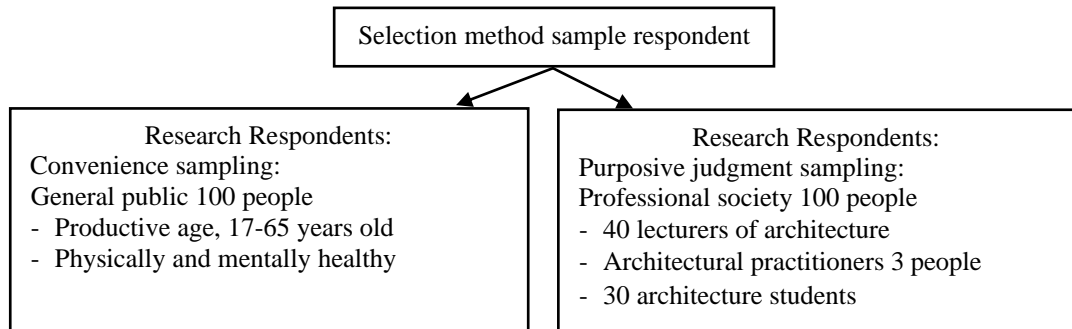 Selection method sample respondent
Research Respondents:
Convenience sampling:
General public 100 people
- Productive age, 17-65 years old
- Physically and mentally healthy
Research Respondents:
Purposive judgment sampling:
Professional society 100 people
- 40 lecturers of architecture
- Architectural practitioners 3 people
- 30 architecture students